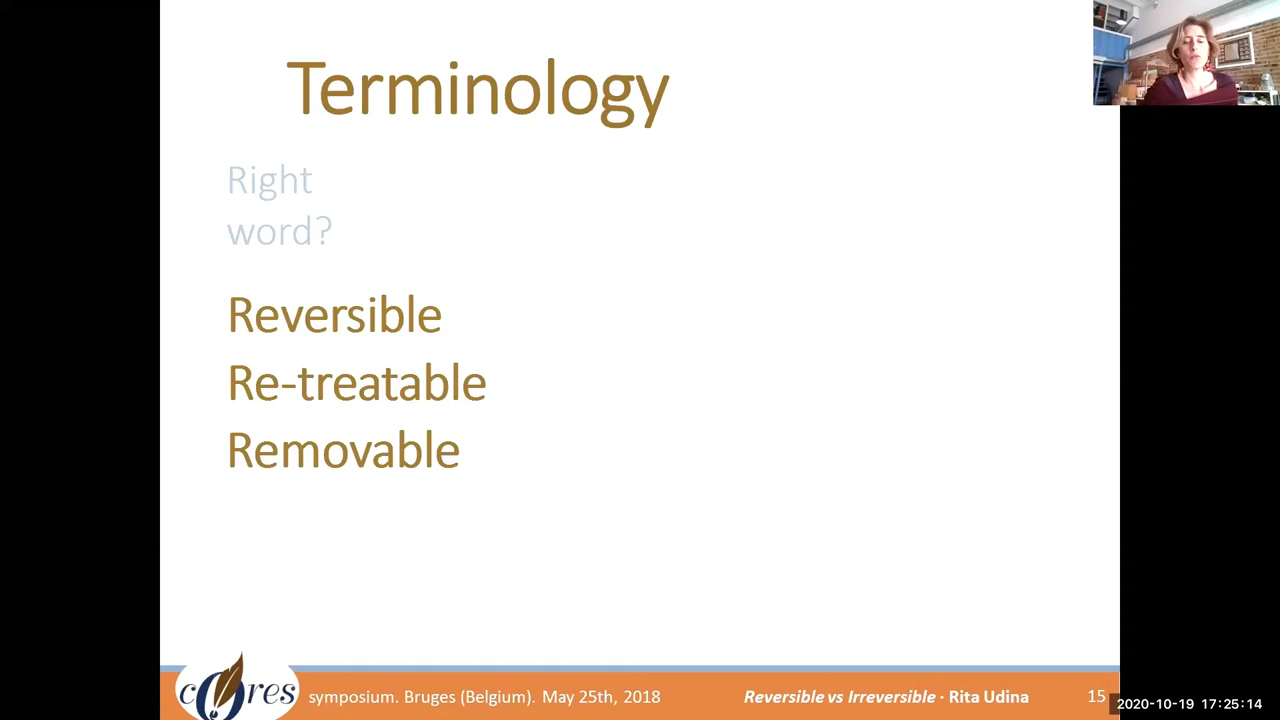 Terminology
Right
word?
Reversible
Re-treatable
Removable
cores symposium. Bruges (Belgium). May 25th, 2018
Reversible vs Irreversible · Rita Udina
15
2020-10-19 17:25:14